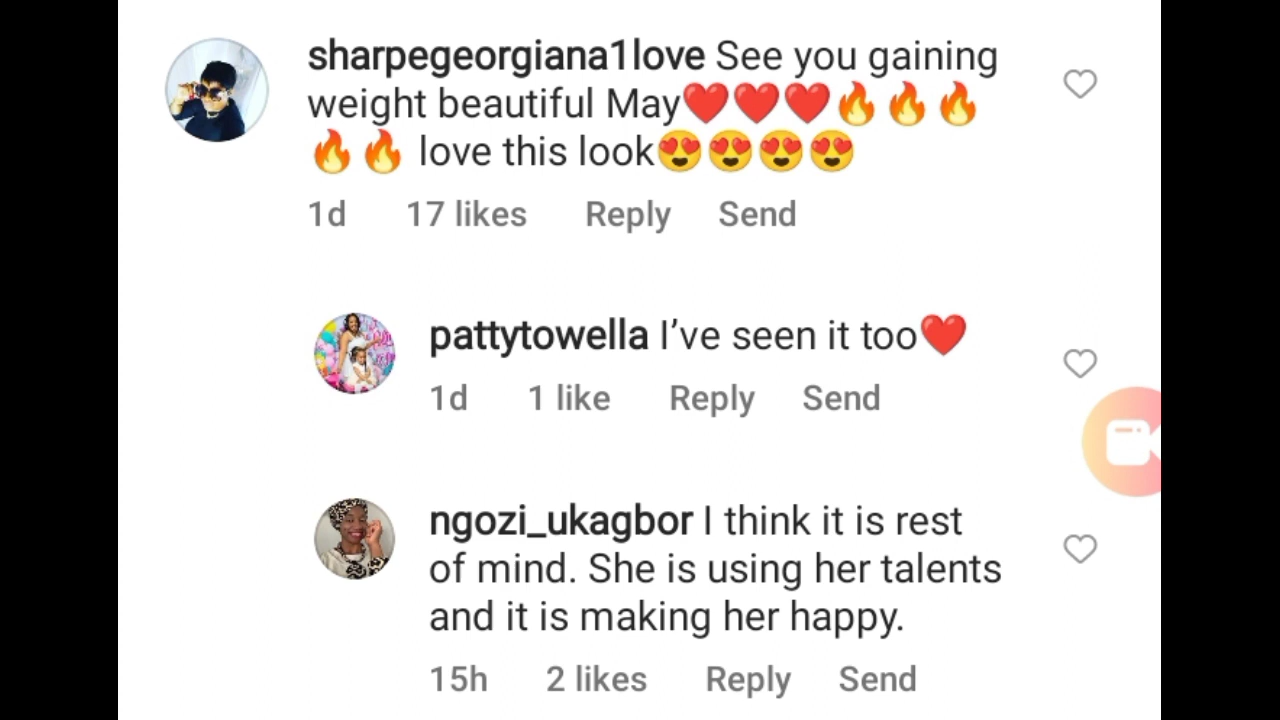 sharpegeorgiana1love See you gaining
weight beautiful May❤️❤️❤️🔥🔥🔥
🔥🔥 love this look😍😍😍😍
1d 17 likes Reply Send
pattytowella I’ve seen it too❤️
1d 1 like Reply Send
ngozi_ukagbor I think it is rest
of mind. She is using her talents
and it is making her happy.
15h 2 likes Reply Send